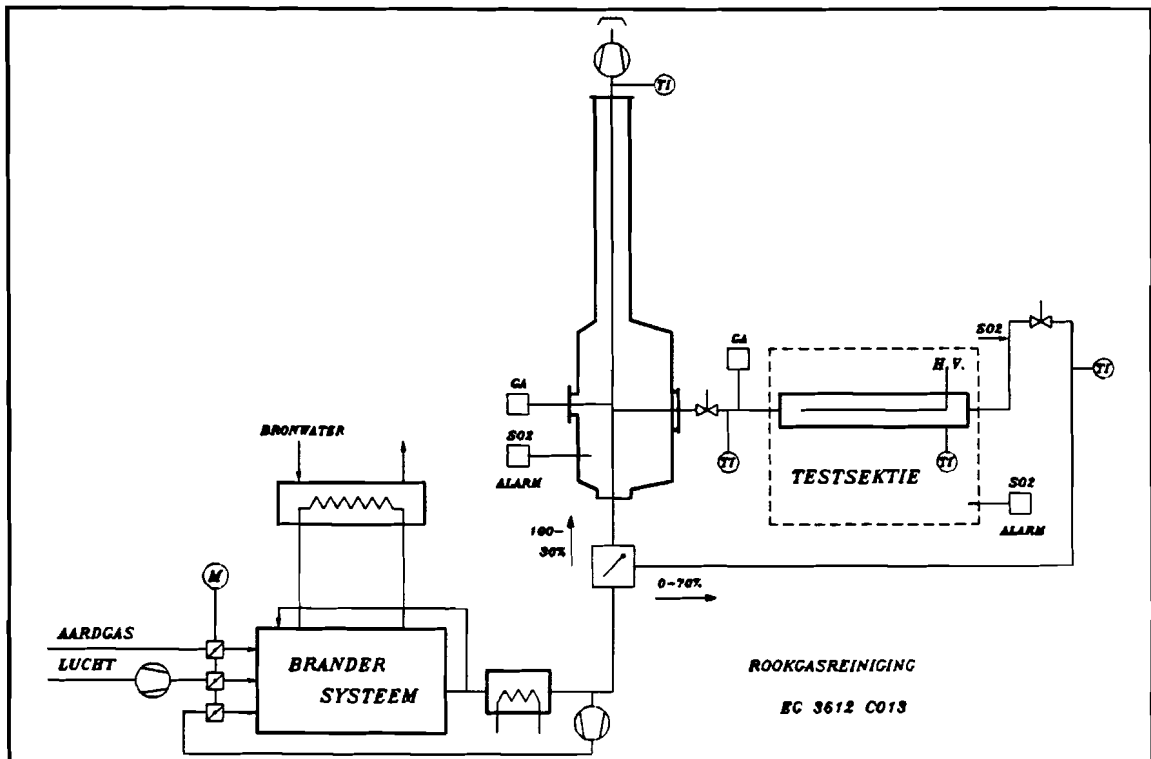 TI
SO2
GA
H.V.
TI
GA
BRONWATER
SO2
TI
TI
TESTSEKTIE
SO2
ALARM
ALARM
100-
30%
M
0-70%
AARDGAS
LUCHT
BRANDER
SYSTEEM
ROOKGASREINIGING
EG 3612 C013